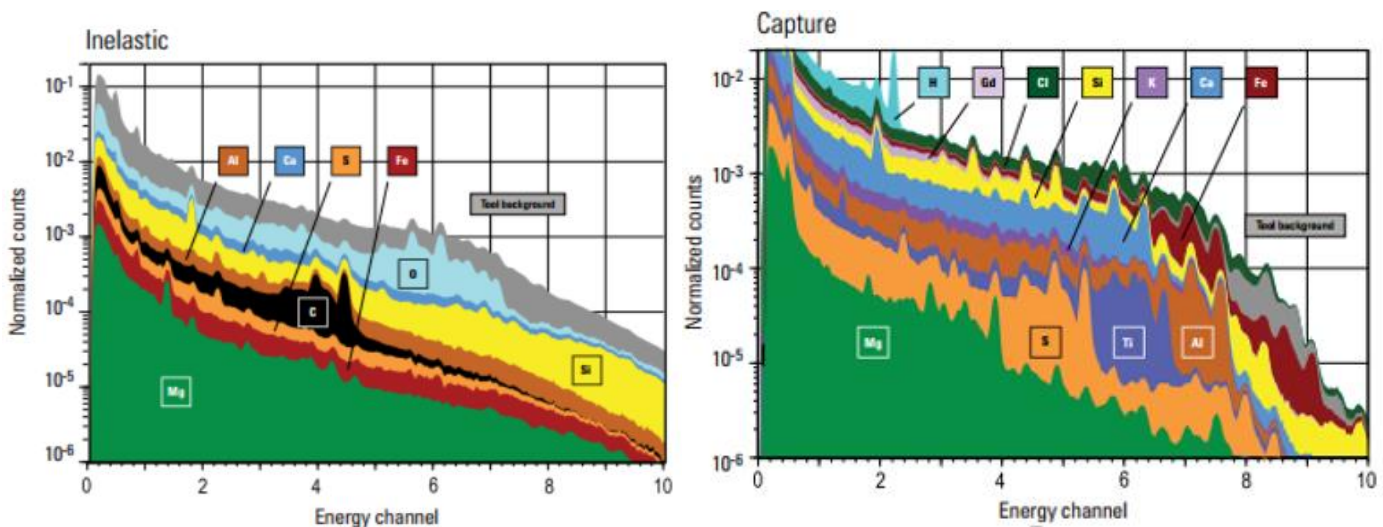 Inelastic
10-1
10-2
10-3
10-4
10-5
10-6
Normalized counts
Al Ca S Fe
Tool background
O
C
Si
Mg
0 2 4 6 8 10
Energy channel
Capture
10-2
10-3
10-4
10-5
10-6
Normalized counts
H Gd Cl Si K Ca Fe
Tool background
Mg S Ti Al
0 2 4 6 8 10
Energy channel